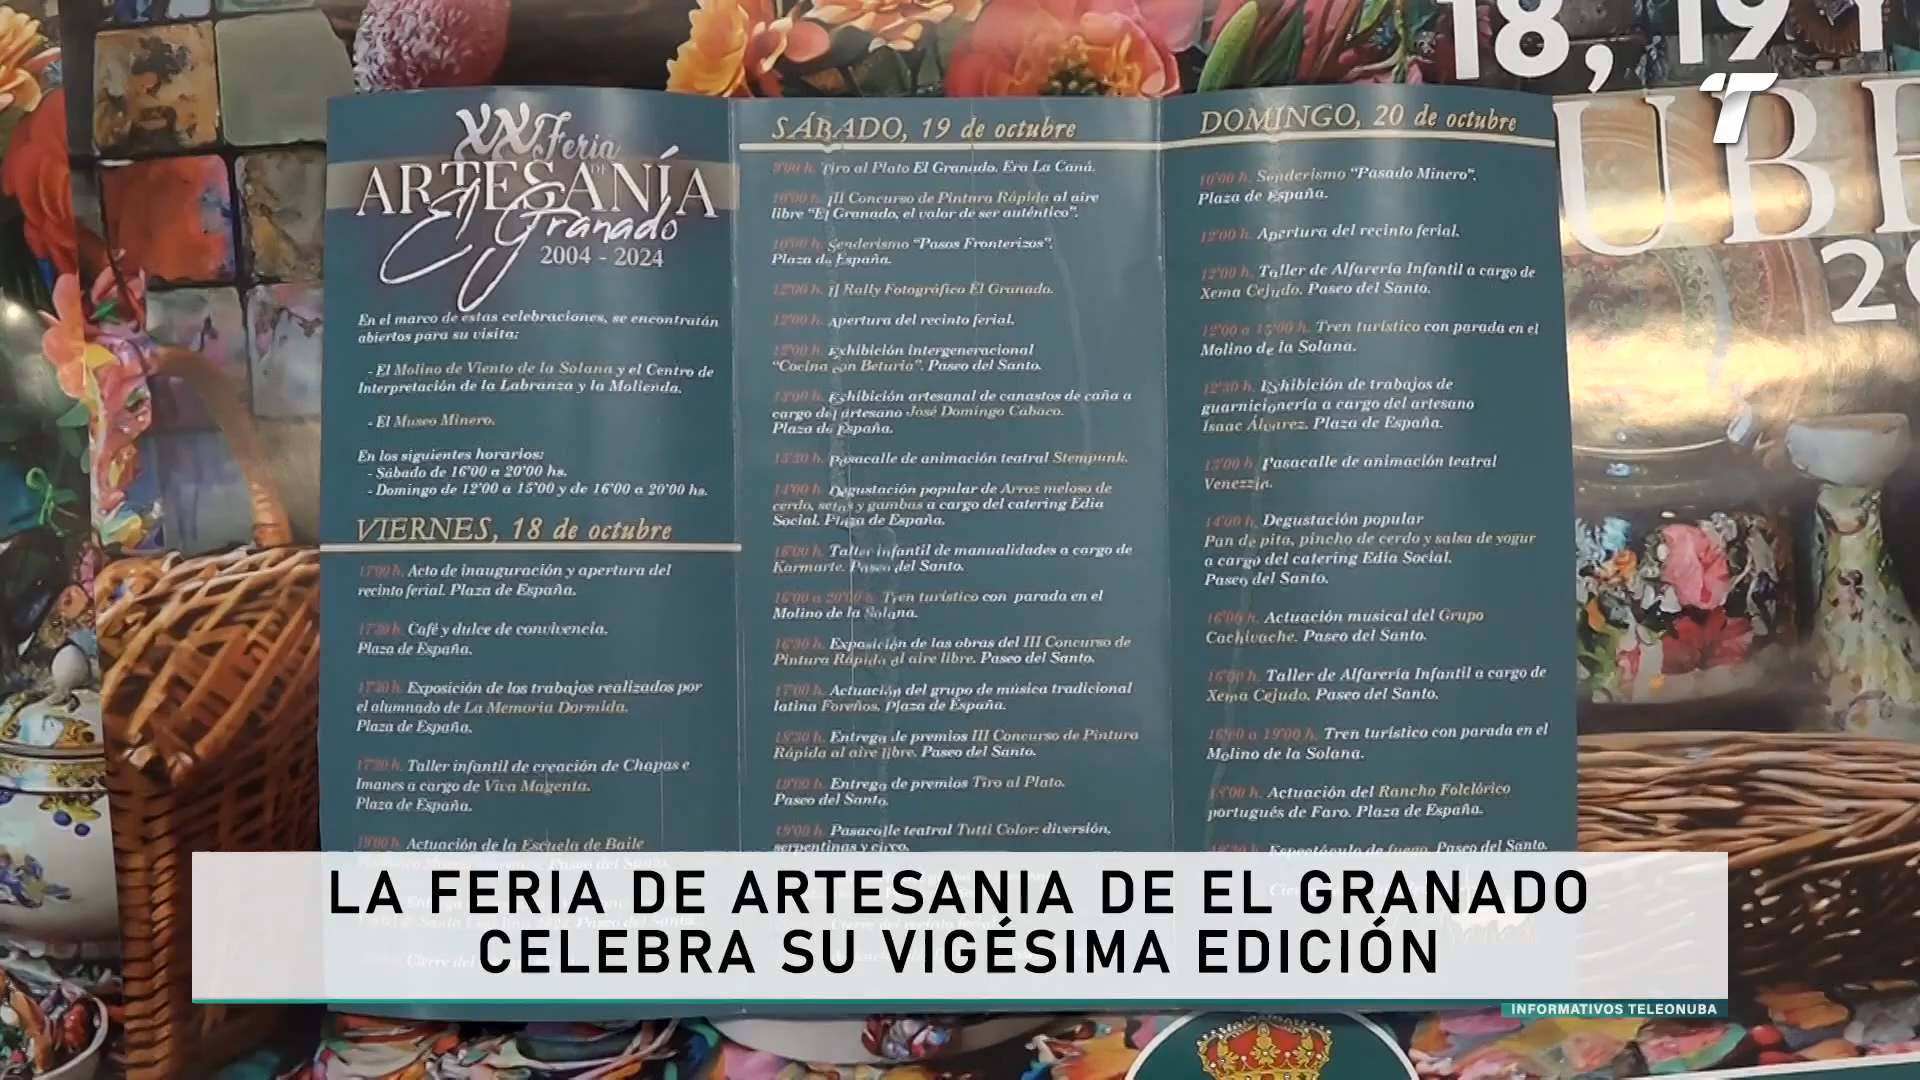 18, 19 Y
ÚBR
XX Feria
DE
ARTESANÍA
El Granado
2004 - 2024
En el marco de estas celebraciones, se encontratán
abiertos para su visita:
- El Molino de Viento de la Solana y el Centro de
Interpretación de la Labranza y la Molienda.
- El Museo Minero.
En los siguientes horarios:
- Sábado de 16'00 a 20'00 hs.
- Domingo de 12'00 a 15'00 y de 16'00 a 20'00 hs.
VIERNES, 18 de octubre
17'00 h. Acto de inauguración y apertura del
recinto ferial. Plaza de España.
17'30 h. Café y dulce de convivencia.
Plaza de España.
17'30 h. Exposición de los trabajos realizados por
el alumnado de La Memoria Dormida.
Plaza de España.
17'30 h. Taller infantil de creación de Chapas e
Imanes a cargo de Viva Magenta.
Plaza de España.
18'00 h. Actuación de la Escuela de Baile
Paseo del Santo.
SÁBADO, 19 de octubre
9'00 h. Tiro al Plato El Granado. Era La Caná.
10'00 h. III Concurso de Pintura Rápida al aire
libre "El Granado, el valor de ser auténtico".
10'00 h. Senderismo "Pasos Fronterizos".
Plaza de España.
12'00 h. II Rally Fotográfico El Granado.
12'00 h. Apertura del recinto ferial.
12'00 h. Exhibición intergeneracional
"Cocina con Beturia". Paseo del Santo.
13'00 h. Exhibición artesanal de canastos de caña a
cargo del artesano José Domingo Cabaco.
Plaza de España.
13'30 h. Pasacalle de animación teatral Stempunk.
14'00 h. Degustación popular de Arroz meloso de
cerdo, setas y gambas a cargo del catering Edia
Social. Plaza de España.
16'00 h. Taller infantil de manualidades a cargo de
Karmarte. Paseo del Santo.
16'00 a 20'00 h. Tren turístico con parada en el
Molino de la Solana.
16'30 h. Exposición de las obras del III Concurso de
Pintura Rápida al aire libre. Paseo del Santo.
17'00 h. Actuación del grupo de música tradicional
latina Foreños. Plaza de España.
18'30 h. Entrega de premios III Concurso de Pintura
Rápida al aire libre. Paseo del Santo.
19'00 h. Entrega de premios Tiro al Plato.
Paseo del Santo.
19'00 h. Pasacalle teatral Tutti Color: diversión,
serpentinas y circo.
DOMINGO, 20 de octubre
10'00 h. Senderismo "Pasado Minero".
Plaza de España.
12'00 h. Apertura del recinto ferial.
12'00 h. Taller de Alfarería Infantil a cargo de
Xema Cejudo. Paseo del Santo.
12'00 a 15'00 h. Tren turístico con parada en el
Molino de la Solana.
12'30 h. Exhibición de trabajos de
guarnicionería a cargo del artesano
Isaac Álvarez. Plaza de España.
13'00 h. Pasacalle de animación teatral
Venezzia.
14'00 h. Degustación popular
Pan de pita, pincho de cerdo y salsa de yogur
a cargo del catering Edia Social.
Paseo del Santo.
16'00 h. Actuación musical del Grupo
Cachivache. Paseo del Santo.
16'00 h. Taller de Alfarería Infantil a cargo de
Xema Cejudo. Paseo del Santo.
16'00 a 19'00 h. Tren turístico con parada en el
Molino de la Solana.
18'00 h. Actuación del Rancho Folclórico
portugués de Faro. Plaza de España.
18'30 h. Espectáculo de fuego. Paseo del Santo.
LA FERIA DE ARTESANIA DE EL GRANADO
CELEBRA SU VIGÉSIMA EDICIÓN
INFORMATIVOS TELEONUBA